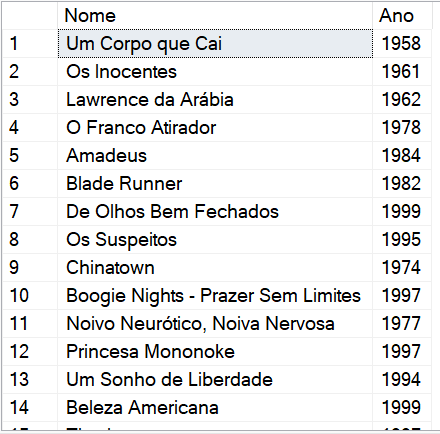 Nome Ano
1 Um Corpo que Cai 1958
2 Os Inocentes 1961
3 Lawrence da Arábia 1962
4 O Franco Atirador 1978
5 Amadeus 1984
6 Blade Runner 1982
7 De Olhos Bem Fechados 1999
8 Os Suspeitos 1995
9 Chinatown 1974
10 Boogie Nights - Prazer Sem Limites 1997
11 Noivo Neurótico, Noiva Nervosa 1977
12 Princesa Mononoke 1997
13 Um Sonho de Liberdade 1994
14 Beleza Americana 1999